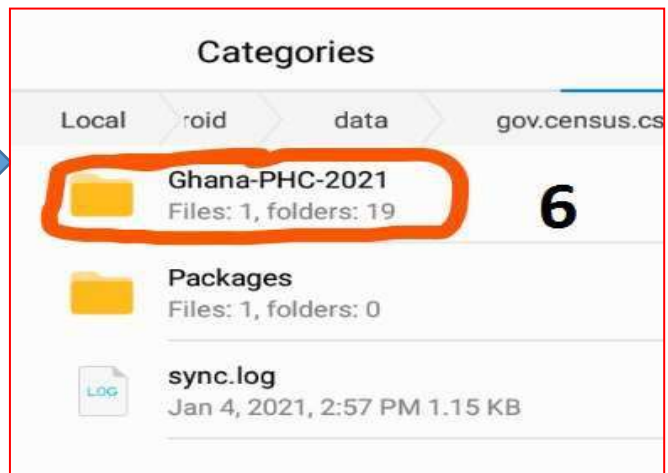 Categories
Local roid data gov.census.cs
Ghana-PHC-2021
Files: 1, folders: 19
6
Packages
Files: 1, folders: 0
LOG
sync.log
Jan 4, 2021, 2:57 PM 1.15 KB